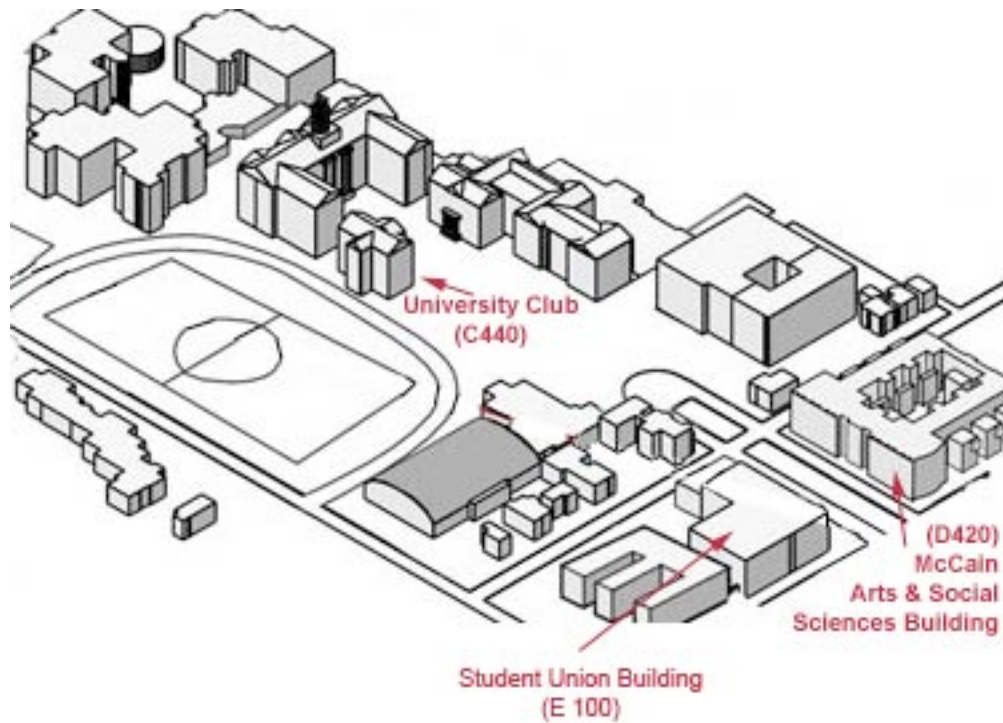 University Club
(C440)
(D420)
McCain
Arts & Social
Sciences Building
Student Union Building
(E 100)